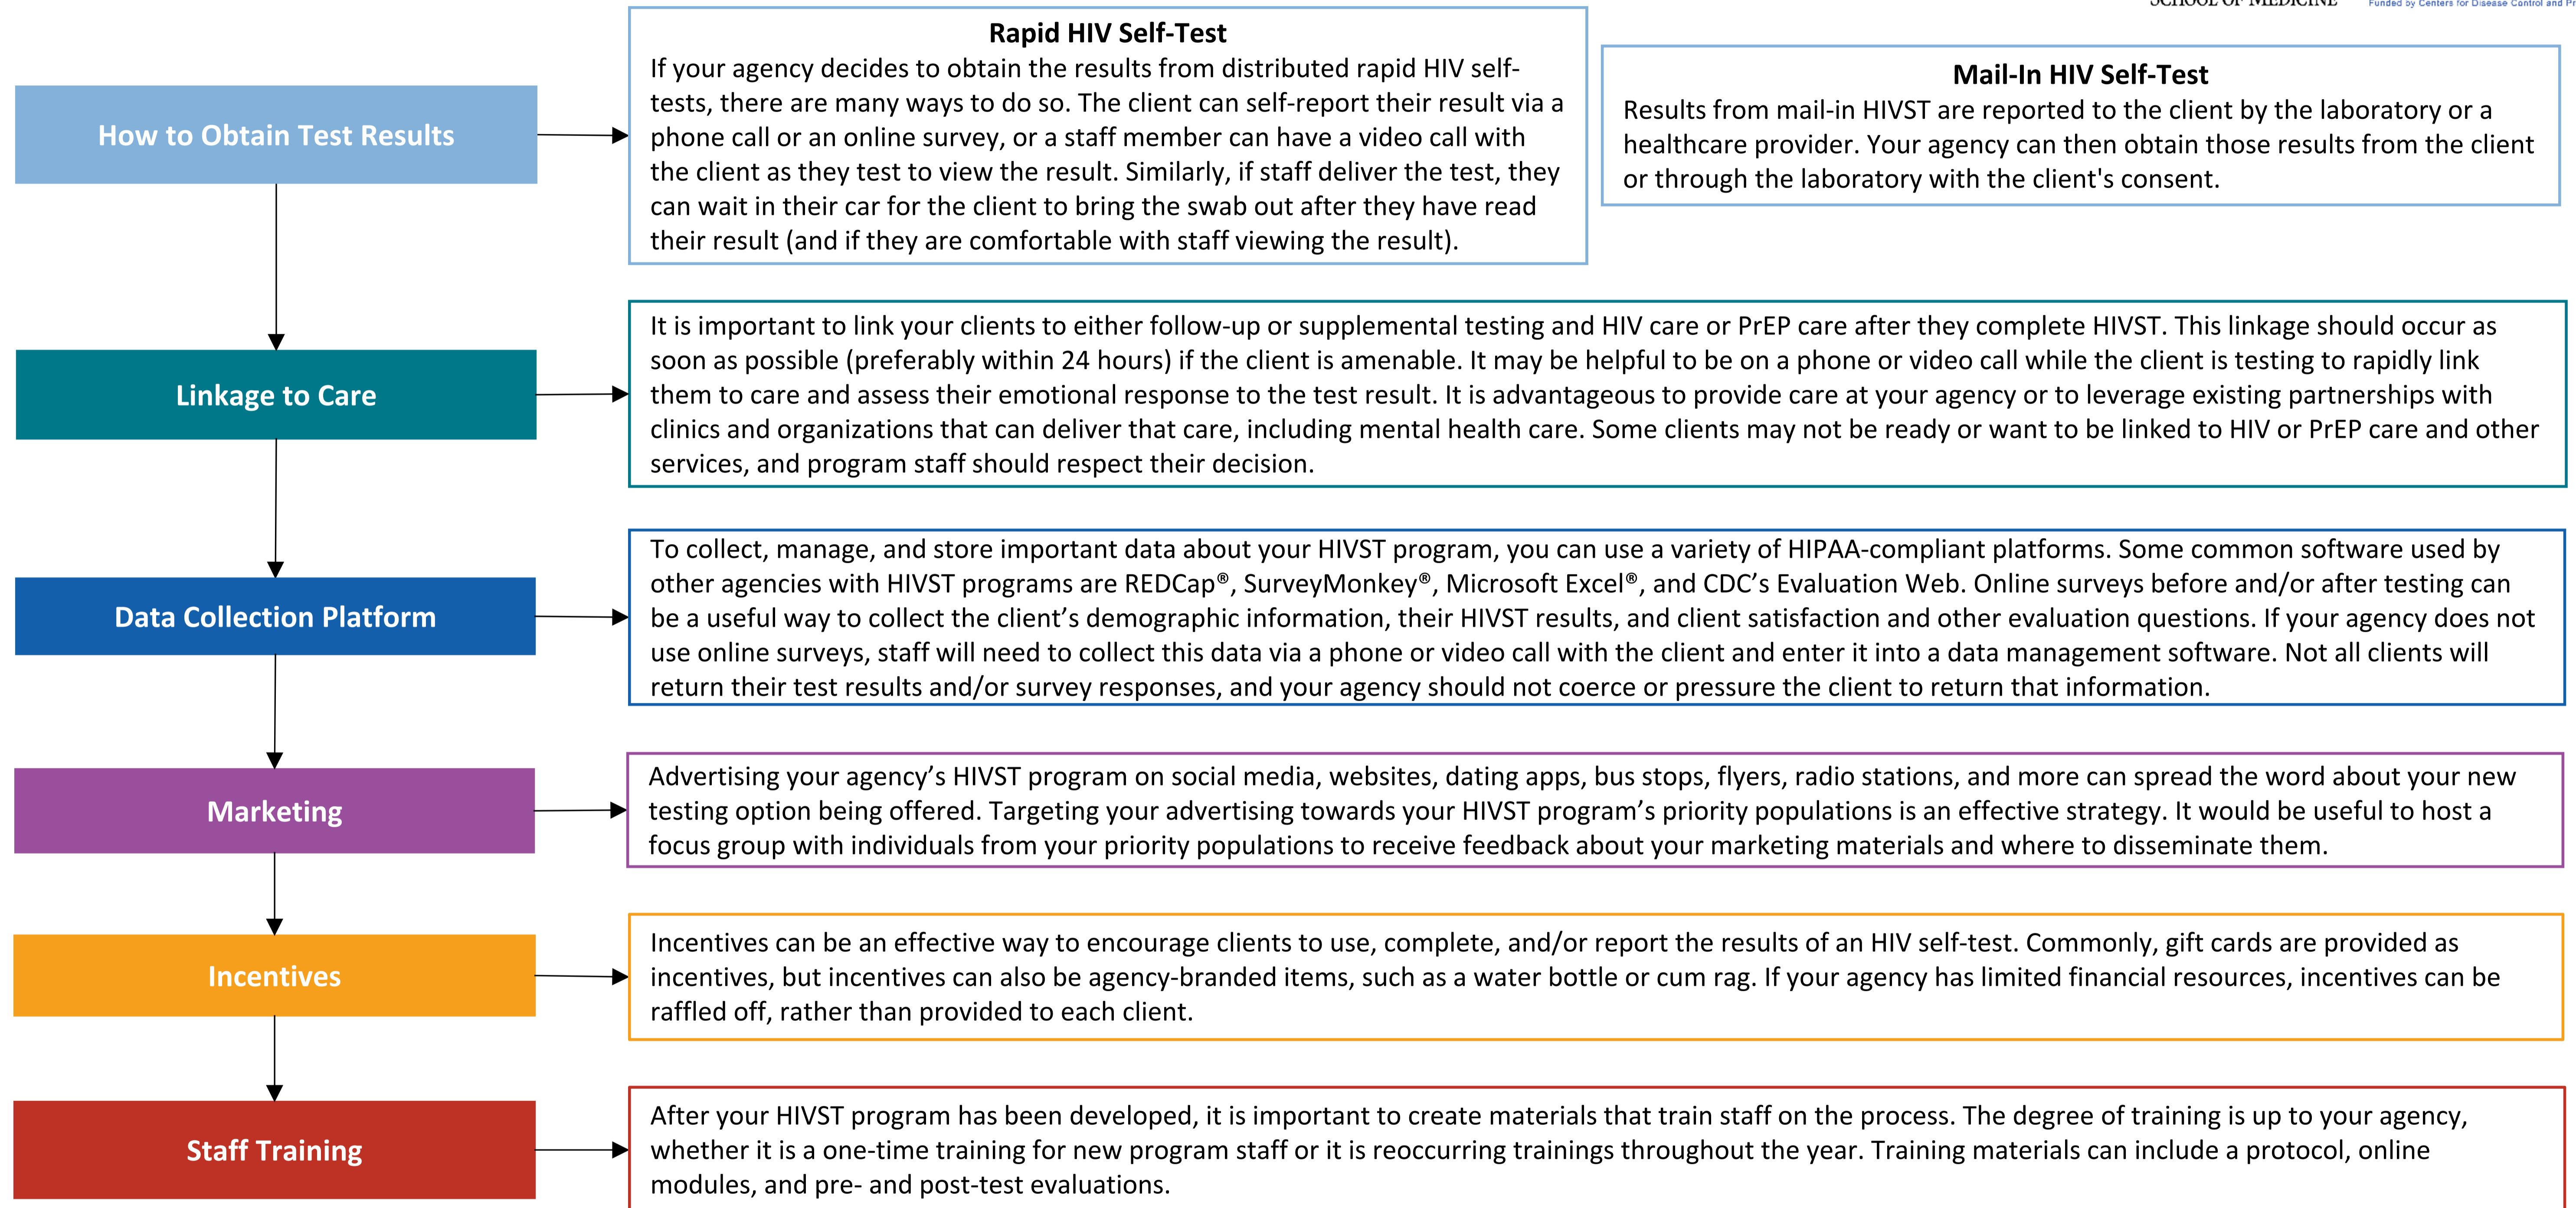 SCHOOL OF MEDICINE
Funded by Centers for Disease Control and
Rapid HIV Self-Test
If your agency decides to obtain the results from distributed rapid HIV self-
tests, there are many ways to do so. The client can self-report their result via a
phone call or an online survey, or a staff member can have a video call with
the client as they test to view the result. Similarly, if staff deliver the test, they
can wait in their car for the client to bring the swab out after they have read
their result (and if they are comfortable with staff viewing the result).
Mail-In HIV Self-Test
Results from mail-in HIVST are reported to the client by the laboratory or a
healthcare provider. Your agency can then obtain those results from the client
or through the laboratory with the client's consent.
How to Obtain Test Results
Linkage to Care
It is important to link your clients to either follow-up or supplemental testing and HIV care or PrEP care after they complete HIVST. This linkage should occur as
soon as possible (preferably within 24 hours) if the client is amenable. It may be helpful to be on a phone or video call while the client is testing to rapidly link
them to care and assess their emotional response to the test result. It is advantageous to provide care at your agency or to leverage existing partnerships with
clinics and organizations that can deliver that care, including mental health care. Some clients may not be ready or want to be linked to HIV or PrEP care and other
services, and program staff should respect their decision.
Data Collection Platform
To collect, manage, and store important data about your HIVST program, you can use a variety of HIPAA-compliant platforms. Some common software used by
other agencies with HIVST programs are REDCap®, SurveyMonkey®, Microsoft Excel®, and CDC’s Evaluation Web. Online surveys before and/or after testing can
be a useful way to collect the client’s demographic information, their HIVST results, and client satisfaction and other evaluation questions. If your agency does not
use online surveys, staff will need to collect this data via a phone or video call with the client and enter it into a data management software. Not all clients will
return their test results and/or survey responses, and your agency should not coerce or pressure the client to return that information.
Marketing
Advertising your agency’s HIVST program on social media, websites, dating apps, bus stops, flyers, radio stations, and more can spread the word about your new
testing option being offered. Targeting your advertising towards your HIVST program’s priority populations is an effective strategy. It would be useful to host a
focus group with individuals from your priority populations to receive feedback about your marketing materials and where to disseminate them.
Incentives
Incentives can be an effective way to encourage clients to use, complete, and/or report the results of an HIV self-test. Commonly, gift cards are provided as
incentives, but incentives can also be agency-branded items, such as a water bottle or cum rag. If your agency has limited financial resources, incentives can be
raffled off, rather than provided to each client.
Staff Training
After your HIVST program has been developed, it is important to create materials that train staff on the process. The degree of training is up to your agency,
whether it is a one-time training for new program staff or it is reoccurring trainings throughout the year. Training materials can include a protocol, online
modules, and pre- and post-test evaluations.